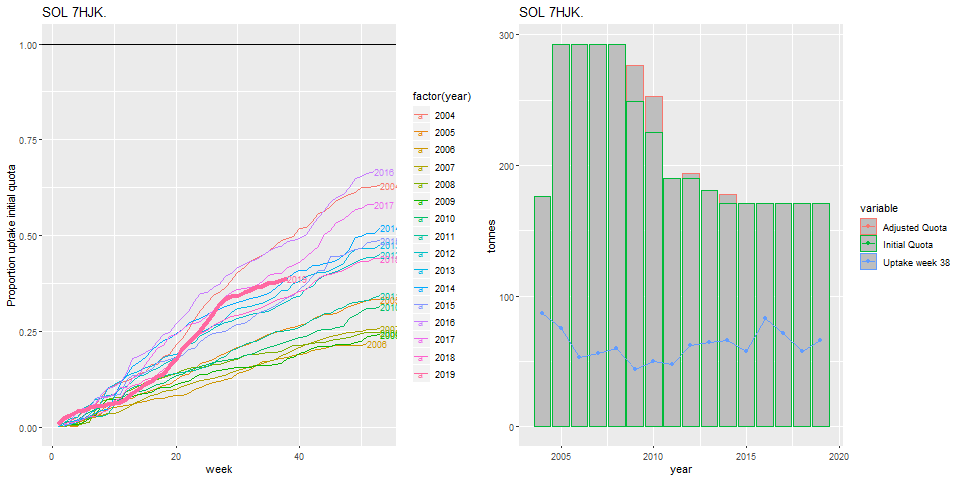 SOL 7HJK.
1.00
0.75
0.50
0.25
0.00
Proportion uptake initial quota
0
20
40
week
2016
2004
2017
2014
2019
2010
2006
factor(year)
a 2004
a 2005
a 2006
a 2007
a 2008
a 2009
a 2010
a 2011
a 2012
a 2013
a 2014
a 2015
a 2016
a 2017
a 2018
a 2019
SOL 7HJK.
300
200
100
0
tonnes
2005
2010
2015
2020
year
variable
Adjusted Quota
Initial Quota
Uptake week 38